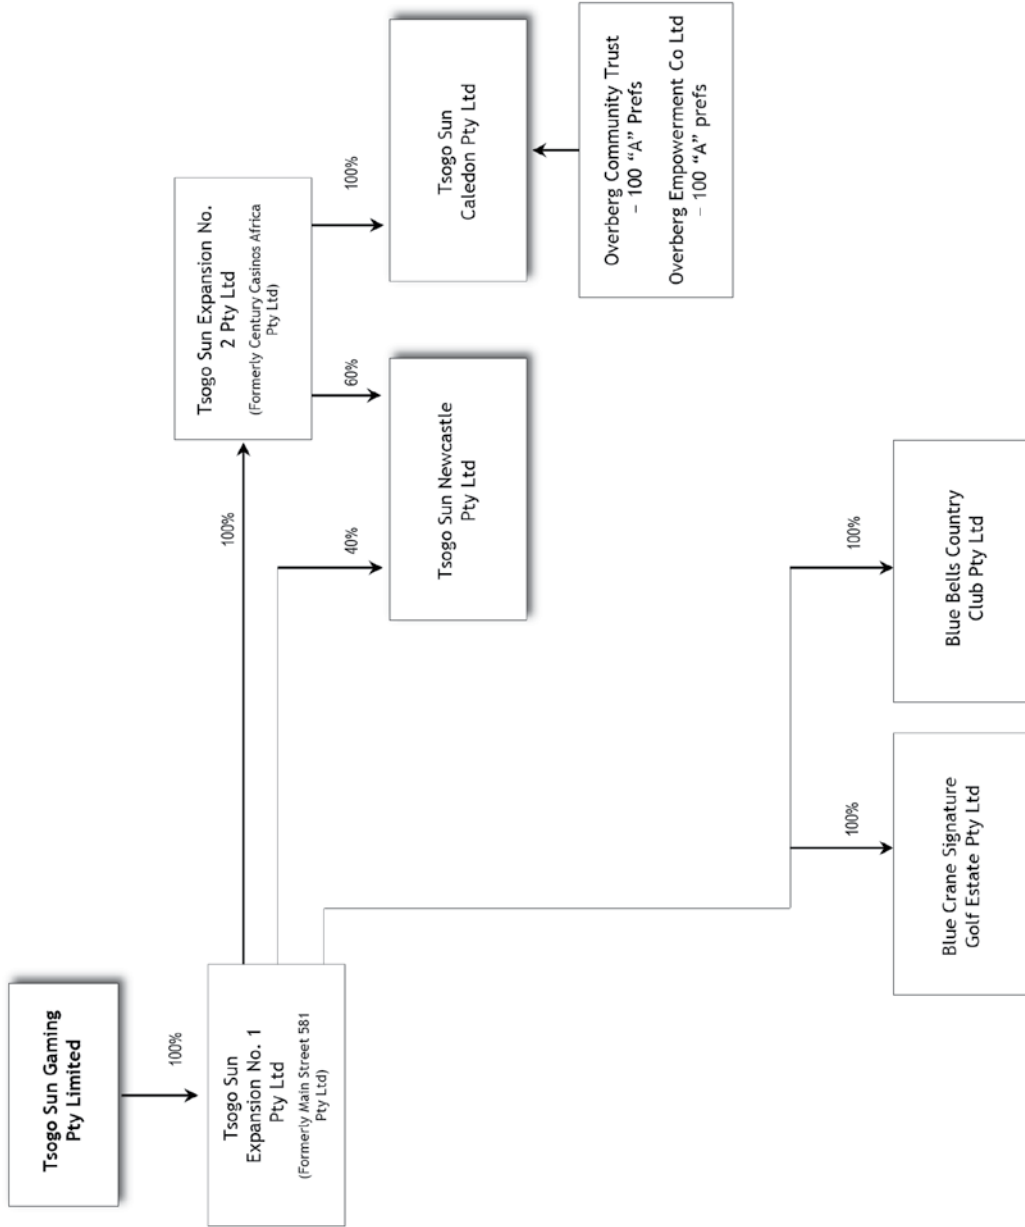 Tsogo Sun Gaming
Pty Limited
100%
Tsogo Sun
Expansion No. 1
Pty Ltd
(Formerly Main Street 581
Pty Ltd)
100%
Tsogo Sun Expansion No.
2 Pty Ltd
(Formerly Century Casinos Africa
Pty Ltd)
40%
60%
100%
Tsogo Sun Newcastle
Pty Ltd
Tsogo Sun
Caledon Pty Ltd
Overberg Community Trust
– 100 “A” Prefs
Overberg Empowerment Co Ltd
– 100 “A” prefs
100%
100%
Blue Crane Signature
Golf Estate Pty Ltd
Blue Bells Country
Club Pty Ltd